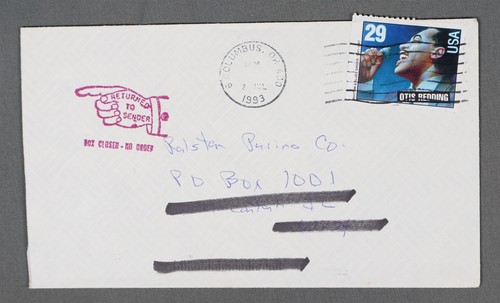 29
USA
OTIS REDDING
COLUMBUS, OH
1993
RETURNED
TO
SENDER
BOX CLOSED - NO ORDER
Ralston Purina Co.
PO Box 1001